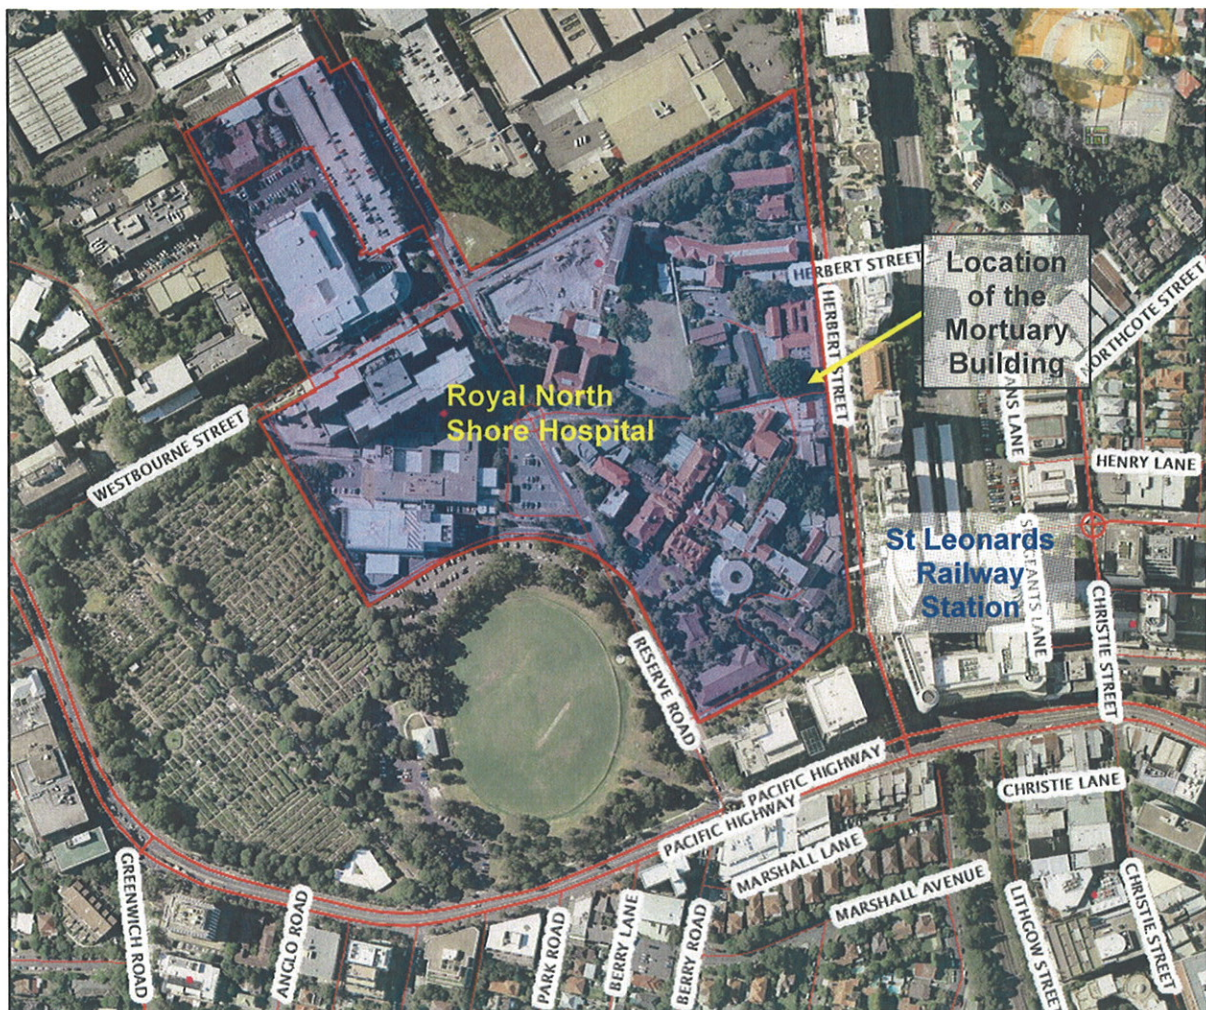 N
HERBERT STREET
Location
of the
Mortuary
Building
HERBERT STREET
NORTHCOTE STREET
Royal North
Shore Hospital
WESTBOURNE STREET
ANS LANE
HENRY LANE
St Leonards
Railway
Station
SERGEANTS LANE
CHRISTIE STREET
RESERVE ROAD
PACIFIC HIGHWAY
PACIFIC HIGHWAY
CHRISTIE LANE
MARSHALL LANE
MARSHALL AVENUE
GREENWICH ROAD
ANGLO ROAD
PARK ROAD
BERRY LANE
BERRY ROAD
LITHGOW STREET
CHRISTIE STREET